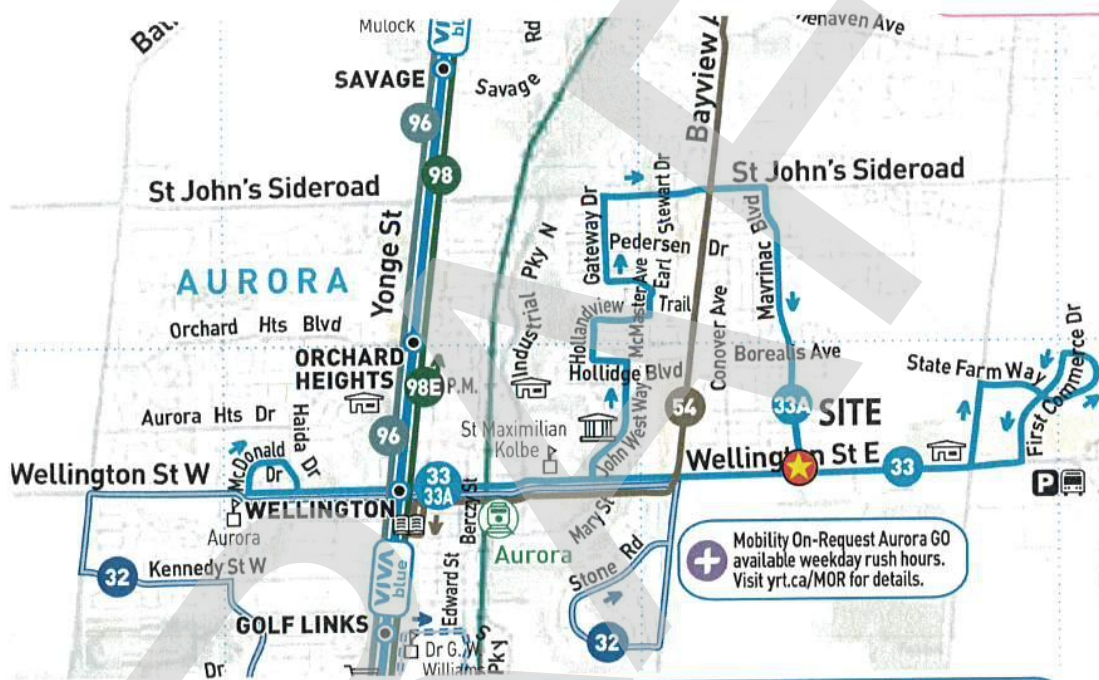 Mulock
Rd
Bayview
SAVAGE
Savage
96
98
St John's Sideroad
St John's Sideroad
Yonge St
Industrial Pky N
Gateway Dr
Stewart Dr
Earl
Pedersen Dr
Mavrinac Blvd
AURORA
McMaster Ave
Hollandview Trail
Conover Ave
Orchard Hts Blvd
ORCHARD
HEIGHTS
98E
P.M.
Hollidge Blvd
Borealis Ave
State Farm Way
First Commerce Dr
Aurora Hts Dr
Haida Dr
96
St Maximilian
Kolbe
John West Way
54
33A
SITE
McDonald
Dr
Wellington St W
Wellington St E
33
33
33A
WELLINGTON
Berczy St
Mary St
P
Aurora
Aurora
Kennedy St W
32
VIVA
blue
Edward St
Stone Rd
Mobility On-Request Aurora GO
available weekday rush hours.
Visit yrt.ca/MOR for details.
32
GOLF LINKS
Dr
Dr G.W
Williams
Pky S